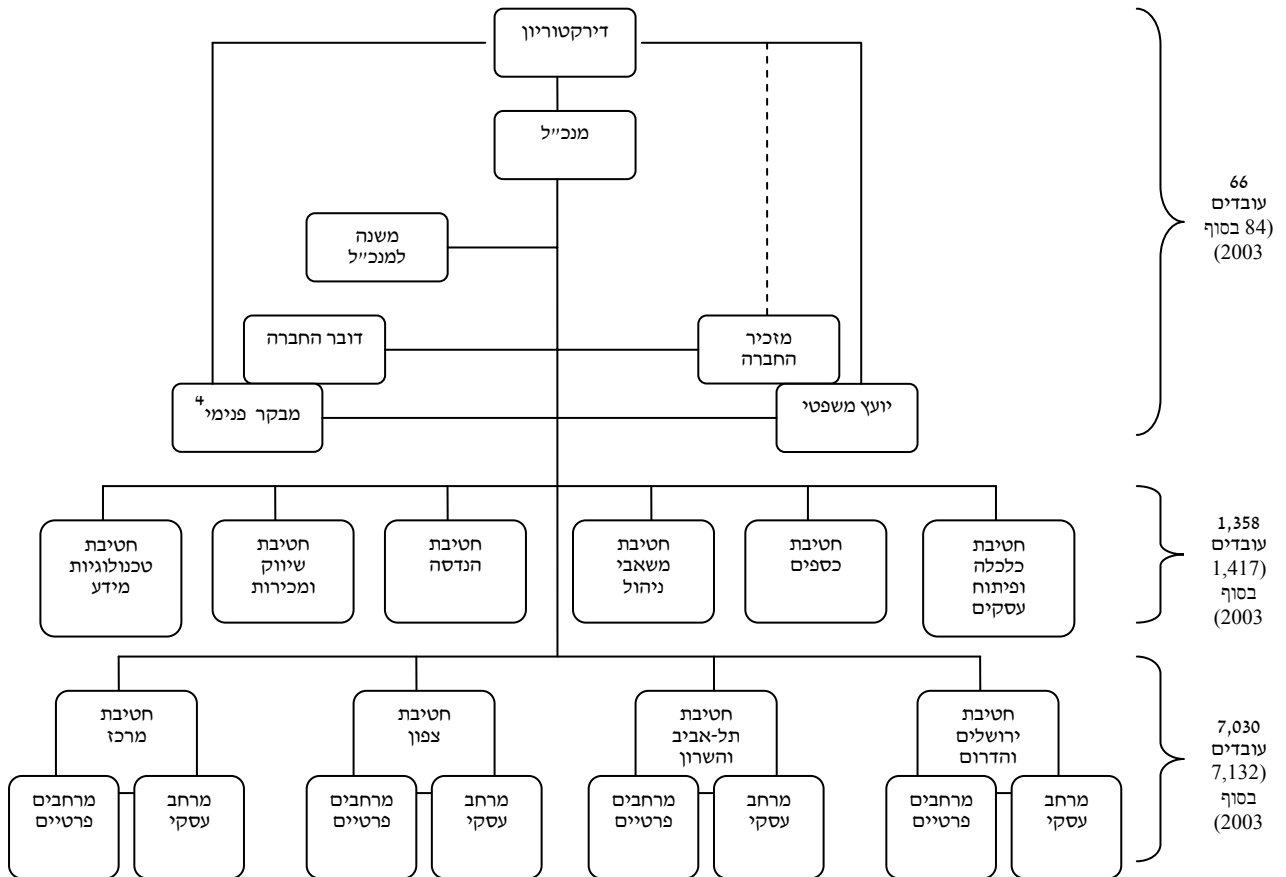 דירקטוריון
מנכ״ל
משנה
למנכ״ל
מזכיר
החברה
דובר החברה
יועץ משפטי
מבקר פנימי4
66
עובדים
(84 בסוף
2003)
חטיבת
כלכלה
ופיתוח
עסקים
חטיבת
כספים
חטיבת
משאבי
ניהול
חטיבת
הנדסה
חטיבת
שיווק
ומכירות
חטיבת
טכנולוגיות
מידע
1,358
עובדים
(1,417
בסוף
2003)
חטיבת
ירושלים
והדרום
חטיבת
תל-אביב
והשרון
חטיבת
צפון
חטיבת
מרכז
מרחב
עסקי
מרחבים
פרטיים
מרחב
עסקי
מרחבים
פרטיים
מרחב
עסקי
מרחבים
פרטיים
מרחב
עסקי
מרחבים
פרטיים
7,030
עובדים
(7,132
בסוף
2003)